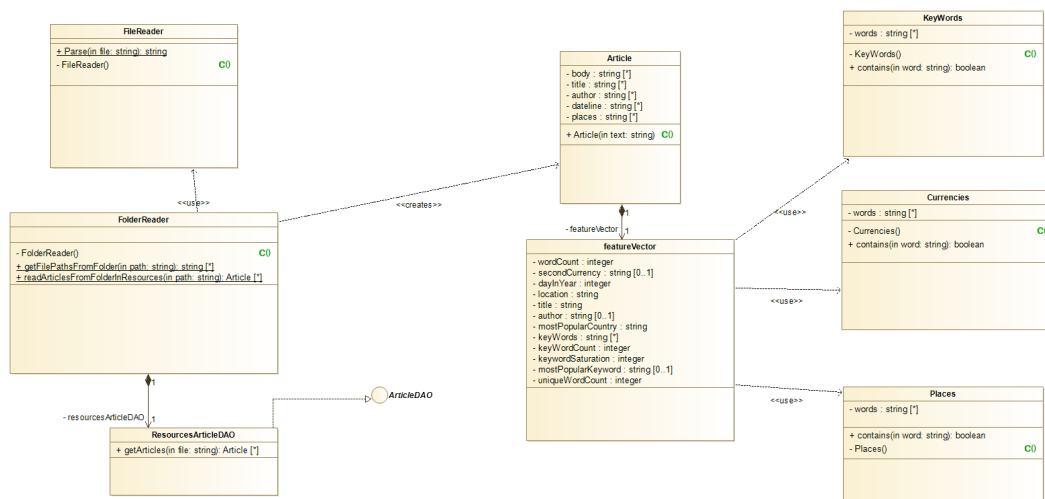 FileReader
+ Parse(in file: string): string
- FileReader() C()
<<use>>
FolderReader
- FolderReader() C()
+ getFilePathsFromFolder(in path: string): string [*]
+ readArticlesFromFolderInResources(in path: string): Article [*]
<<creates>>
1
- resourcesArticleDAO 1
ResourcesArticleDAO
+ getArticles(in file: string): Article [*]
ArticleDAO
Article
- body : string [*]
- title : string [*]
- author : string [*]
- dateline : string [*]
- places : string [*]
+ Article(in text: string) C()
1
- featureVector 1
featureVector
- wordCount : integer
- secondCurrency : string [0..1]
- dayInYear : integer
- location : string
- title : string
- author : string [0..1]
- mostPopularCountry : string
- keyWords : string [*]
- keyWordCount : integer
- keywordSaturation : integer
- mostPopularKeyword : string [0..1]
- uniqueWordCount : integer
<<use>>
<<use>>
<<use>>
KeyWords
- words : string [*]
- KeyWords() C()
+ contains(in word: string): boolean
Currencies
- words : string [*]
- Currencies() C(
+ contains(in word: string): boolean
Places
- words : string [*]
+ contains(in word: string): boolean
- Places() C()